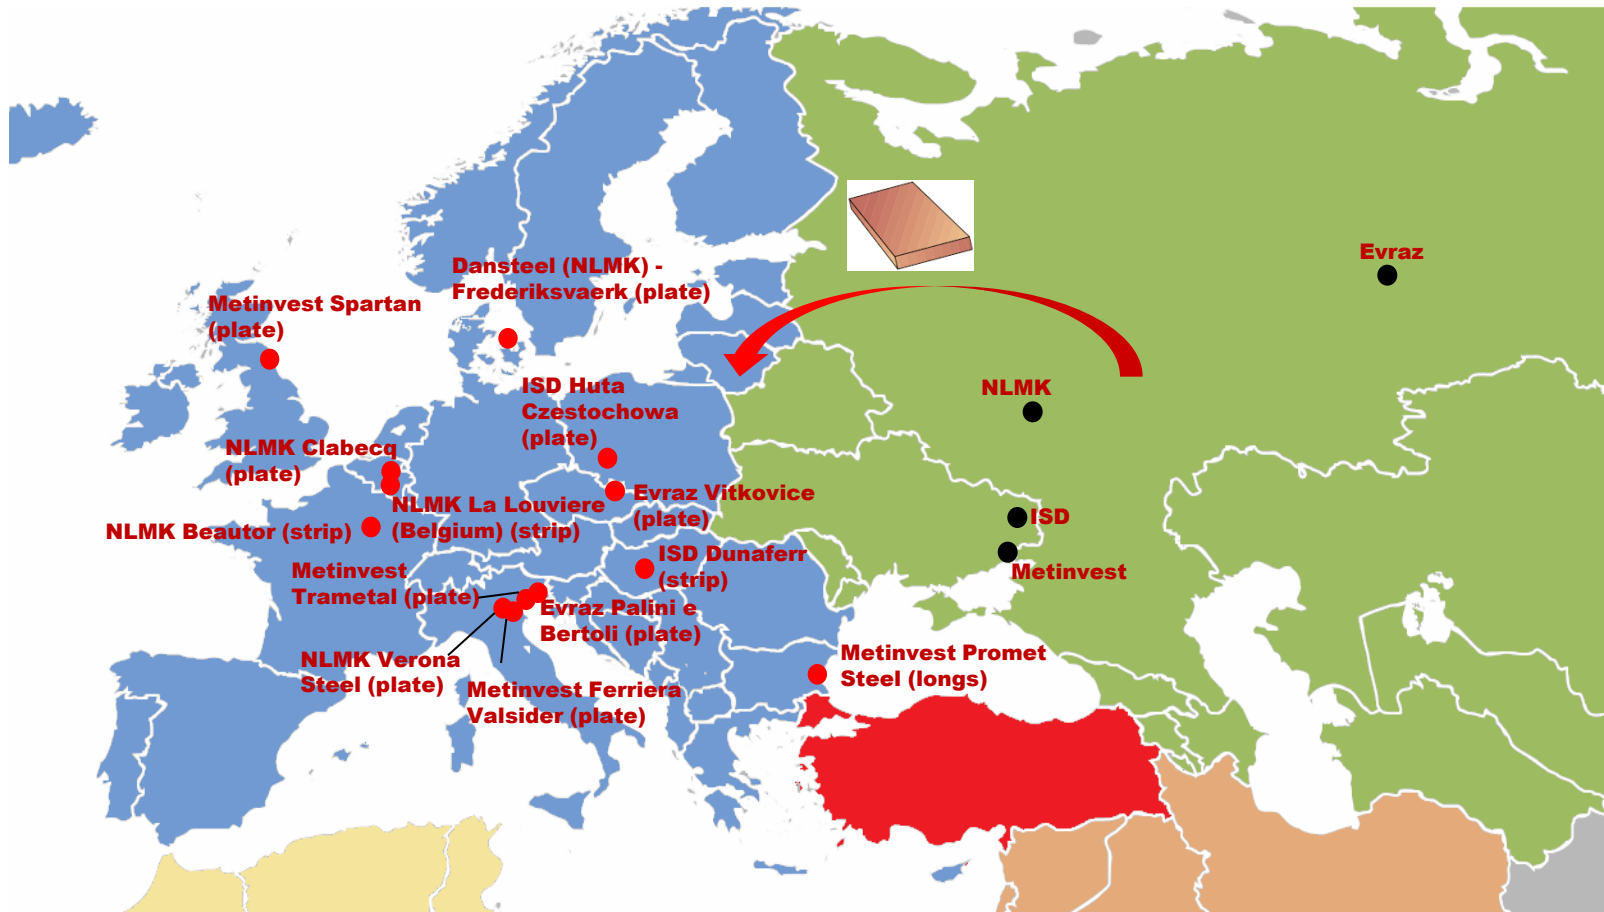 Evraz
Dansteel (NLMK) -
Frederiksvaerk (plate)
Metinvest Spartan
(plate)
ISD Huta
Czestochowa
(plate)
NLMK
NLMK Clabecq
(plate)
Evraz Vitkovice
(plate)
NLMK La Louviere
(Belgium) (strip)
NLMK Beautor (strip)
ISD
ISD Dunaferr
(strip)
Metinvest
Metinvest
Trametal (plate)
Evraz Palini e
Bertoli (plate)
NLMK Verona
Steel (plate)
Metinvest Promet
Steel (longs)
Metinvest Ferriera
Valsider (plate)